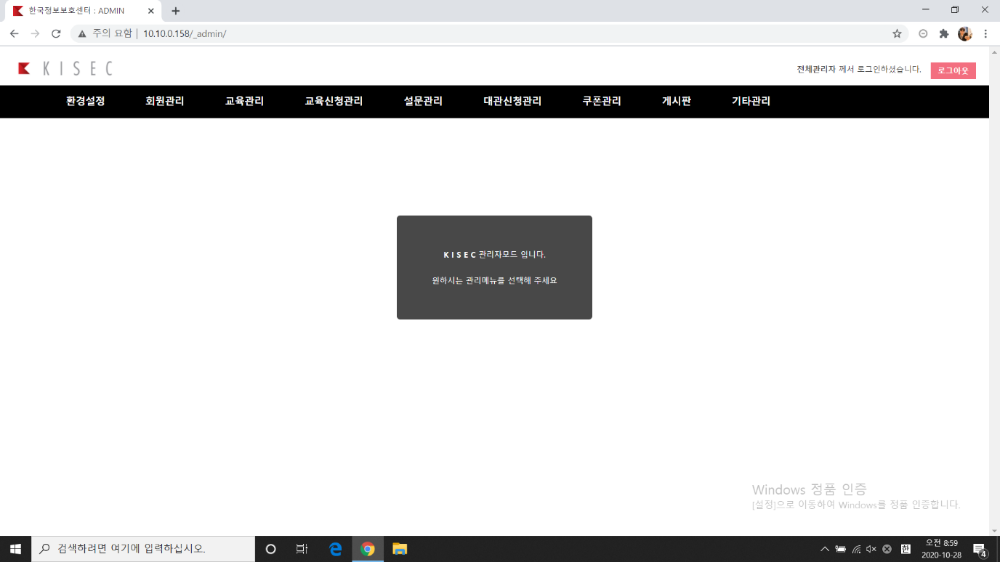 한국정보보호센터 : ADMIN
주의 요함 | 10.10.0.158/_admin/
KISEC
전체관리자 께서 로그인하셨습니다. 로그아웃
환경설정 회원관리 교육관리 교육신청관리 설문관리 대관신청관리 쿠폰관리 게시판 기타관리
K I S E C 관리자모드 입니다.
원하시는 관리메뉴를 선택해 주세요
Windows 정품 인증
[설정]으로 이동하여 Windows를 정품 인증합니다.
검색하려면 여기에 입력하십시오.
한
오전 8:59
2020-10-28
4